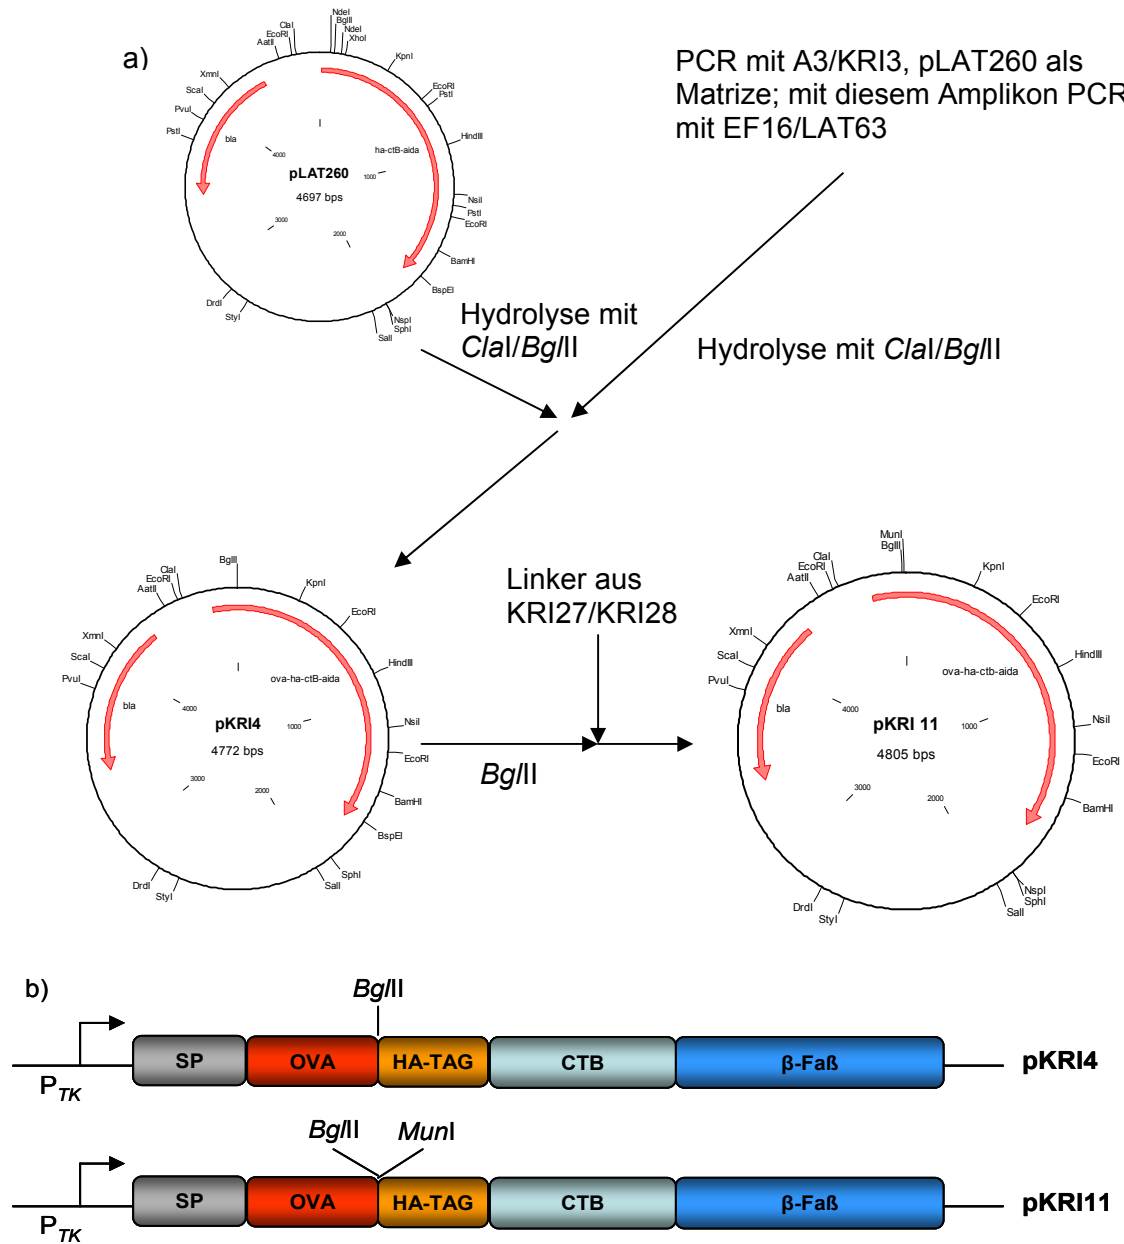 a)
ClaI
EcoRI
AatII
NdeI
BglII
NdeI
XhoI
KpnI
EcoRI
PstI
HindIII
NsiI
PstI
EcoRI
BamHI
BspEI
NspI
SphI
SalI
StyI
DrdI
PstI
PvuI
ScaI
XmnI
bla
ha-ctB-aida
I
1000
2000
3000
4000
pLAT260
4697 bps
PCR mit A3/KRI3, pLAT260 als
Matrize; mit diesem Amplikon PCR
mit EF16/LAT63
Hydrolyse mit
ClaI/BglII
Hydrolyse mit ClaI/BglII
ClaI
EcoRI
AatII
BglII
KpnI
EcoRI
HindIII
NsiI
EcoRI
BamHI
BspEI
SphI
SalI
StyI
DrdI
PvuI
ScaI
XmnI
bla
ova-ha-ctB-aida
I
1000
2000
3000
4000
pKRI4
4772 bps
Linker aus
KRI27/KRI28
BglII
MunI
BglII
ClaI
EcoRI
AatII
KpnI
EcoRI
HindIII
NsiI
EcoRI
BamHI
NspI
SphI
SalI
StyI
DrdI
PvuI
ScaI
XmnI
bla
ova-ha-ctb-aida
I
1000
2000
3000
4000
pKRI 11
4805 bps
b)
BglII
SP OVA HA-TAG CTB β-Faß
PTK
pKRI4
BglII MunI
SP OVA HA-TAG CTB β-Faß
PTK
pKRI11